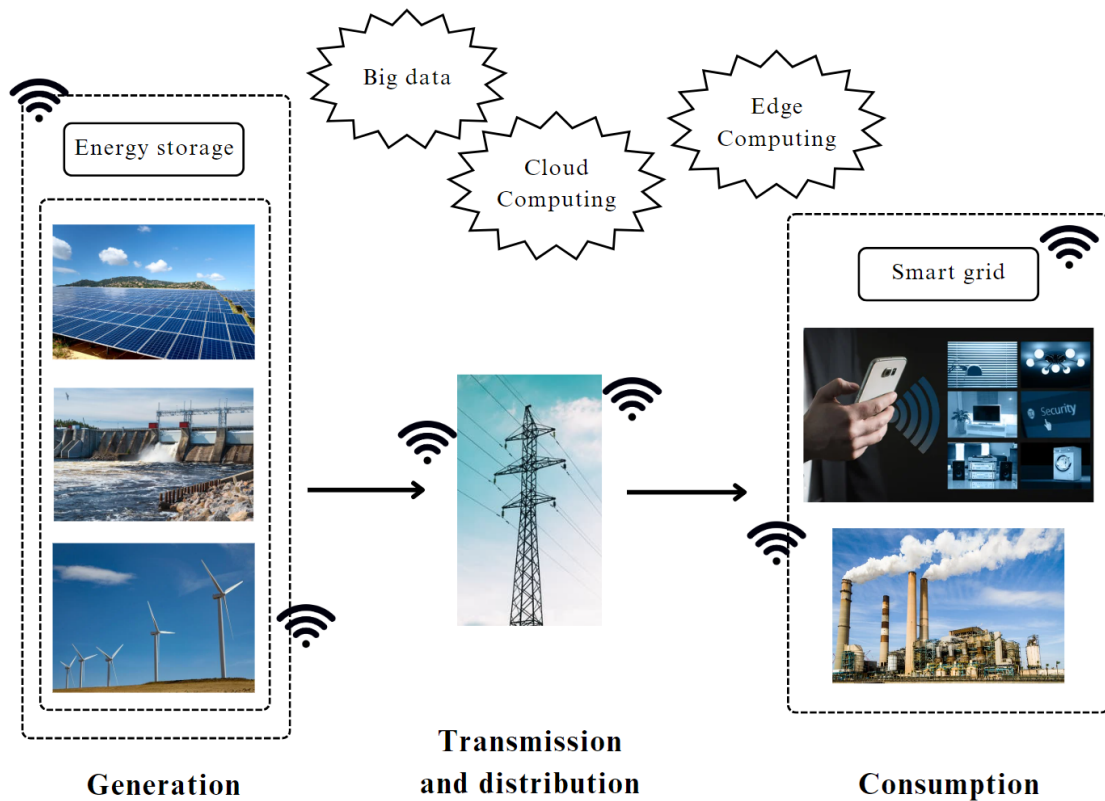 Big data
Edge
Computing
Energy storage
Cloud
Computing
Smart grid
Security
Transmission
and distribution
Generation
Consumption